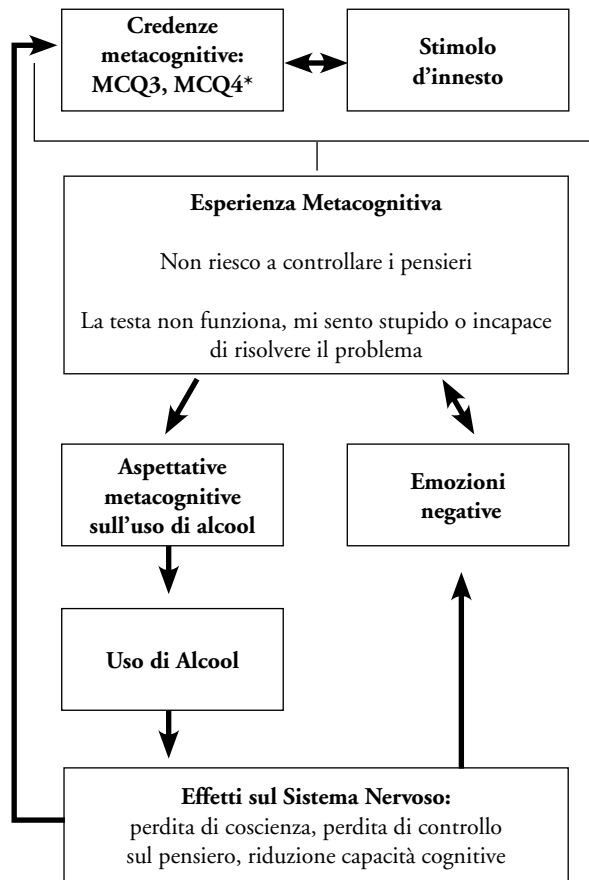 Credenze
metacognitive:
MCQ3, MCQ4*
Stimolo
d'innesto
Esperienza Metacognitiva
Non riesco a controllare i pensieri
La testa non funziona, mi sento stupido o incapace
di risolvere il problema
Aspettative
metacognitive
sull'uso di alcool
Emozioni
negative
Uso di Alcool
Effetti sul Sistema Nervoso:
perdita di coscienza, perdita di controllo
sul pensiero, riduzione capacità cognitive